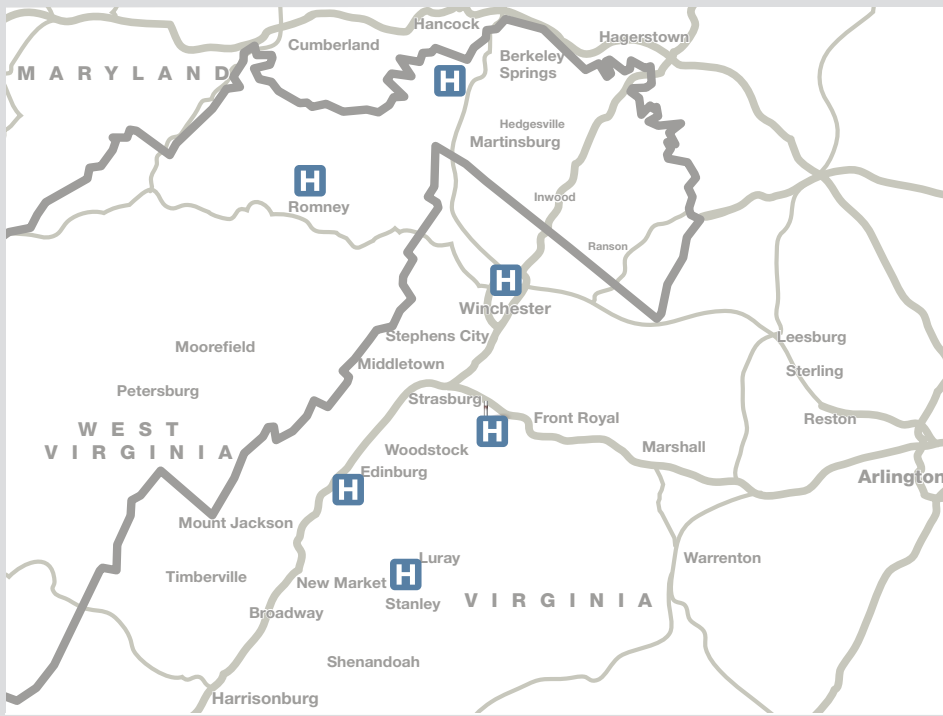 Hancock
Cumberland
Hagerstown
Berkeley
Springs
MARYLAND
H
Hedgesville
Martinsburg
H
Romney
Inwood
Ranson
H
Winchester
Stephens City
Leesburg
Moorefield
Middletown
Sterling
Petersburg
Strasburg
Front Royal
Reston
H
WEST
VIRGINIA
Woodstock
Marshall
Edinburg
Arlington
H
Mount Jackson
Luray
Warrenton
H
Timberville
New Market
Stanley
VIRGINIA
Broadway
Shenandoah
Harrisonburg